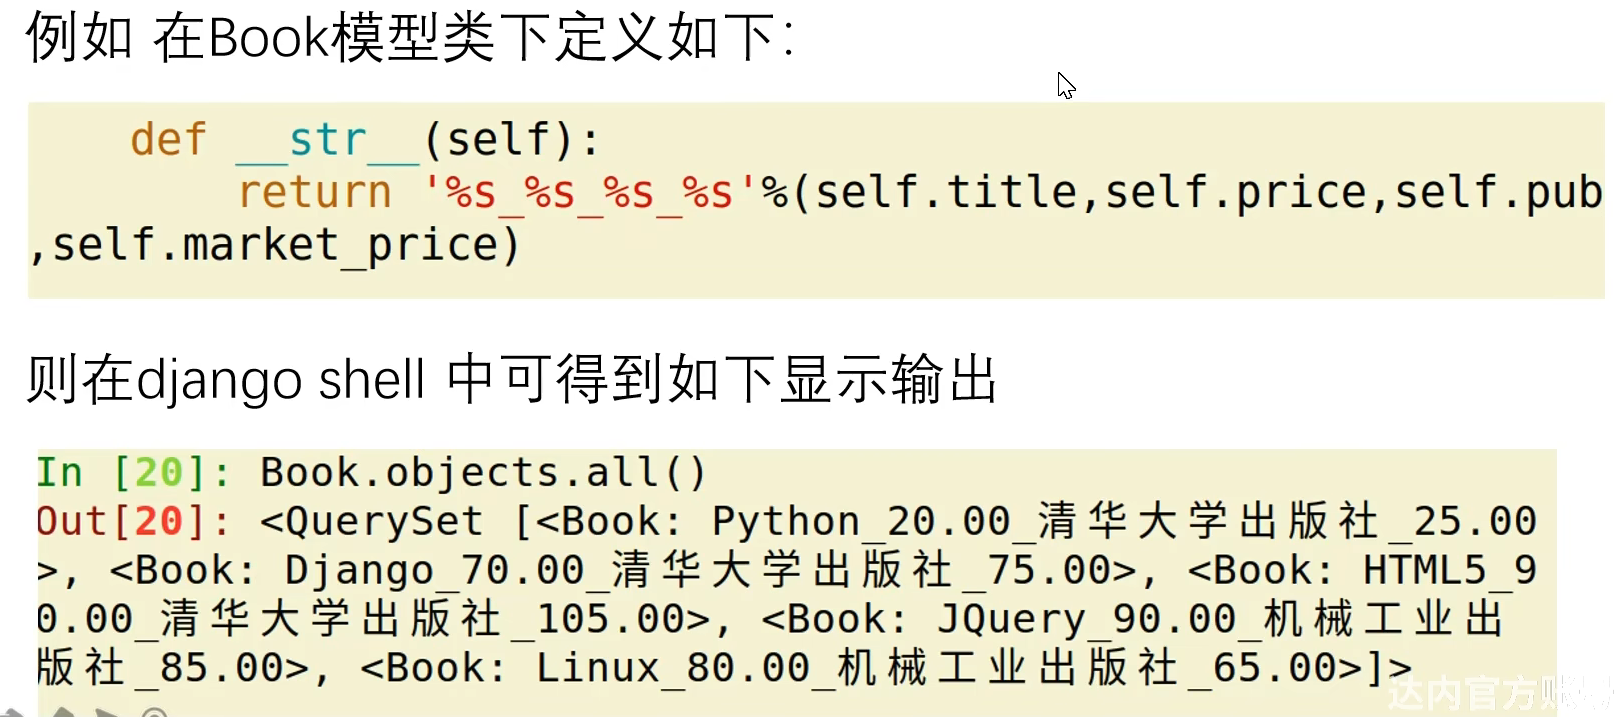 例如 在Book模型类下定义如下：
def __str__(self):
return '%s_%s_%s_%s'%(self.title,self.price,self.pub
,self.market_price)
则在django shell 中可得到如下显示输出
In [20]: Book.objects.all()
Out[20]: <QuerySet [<Book: Python_20.00_清华大学出版社_25.00
>, <Book: Django_70.00_清华大学出版社_75.00>, <Book: HTML5_9
0.00_清华大学出版社_105.00>, <Book: JQuery_90.00_机械工业出
版社_85.00>, <Book: Linux_80.00_机械工业出版社_65.00>]>
达内官方账